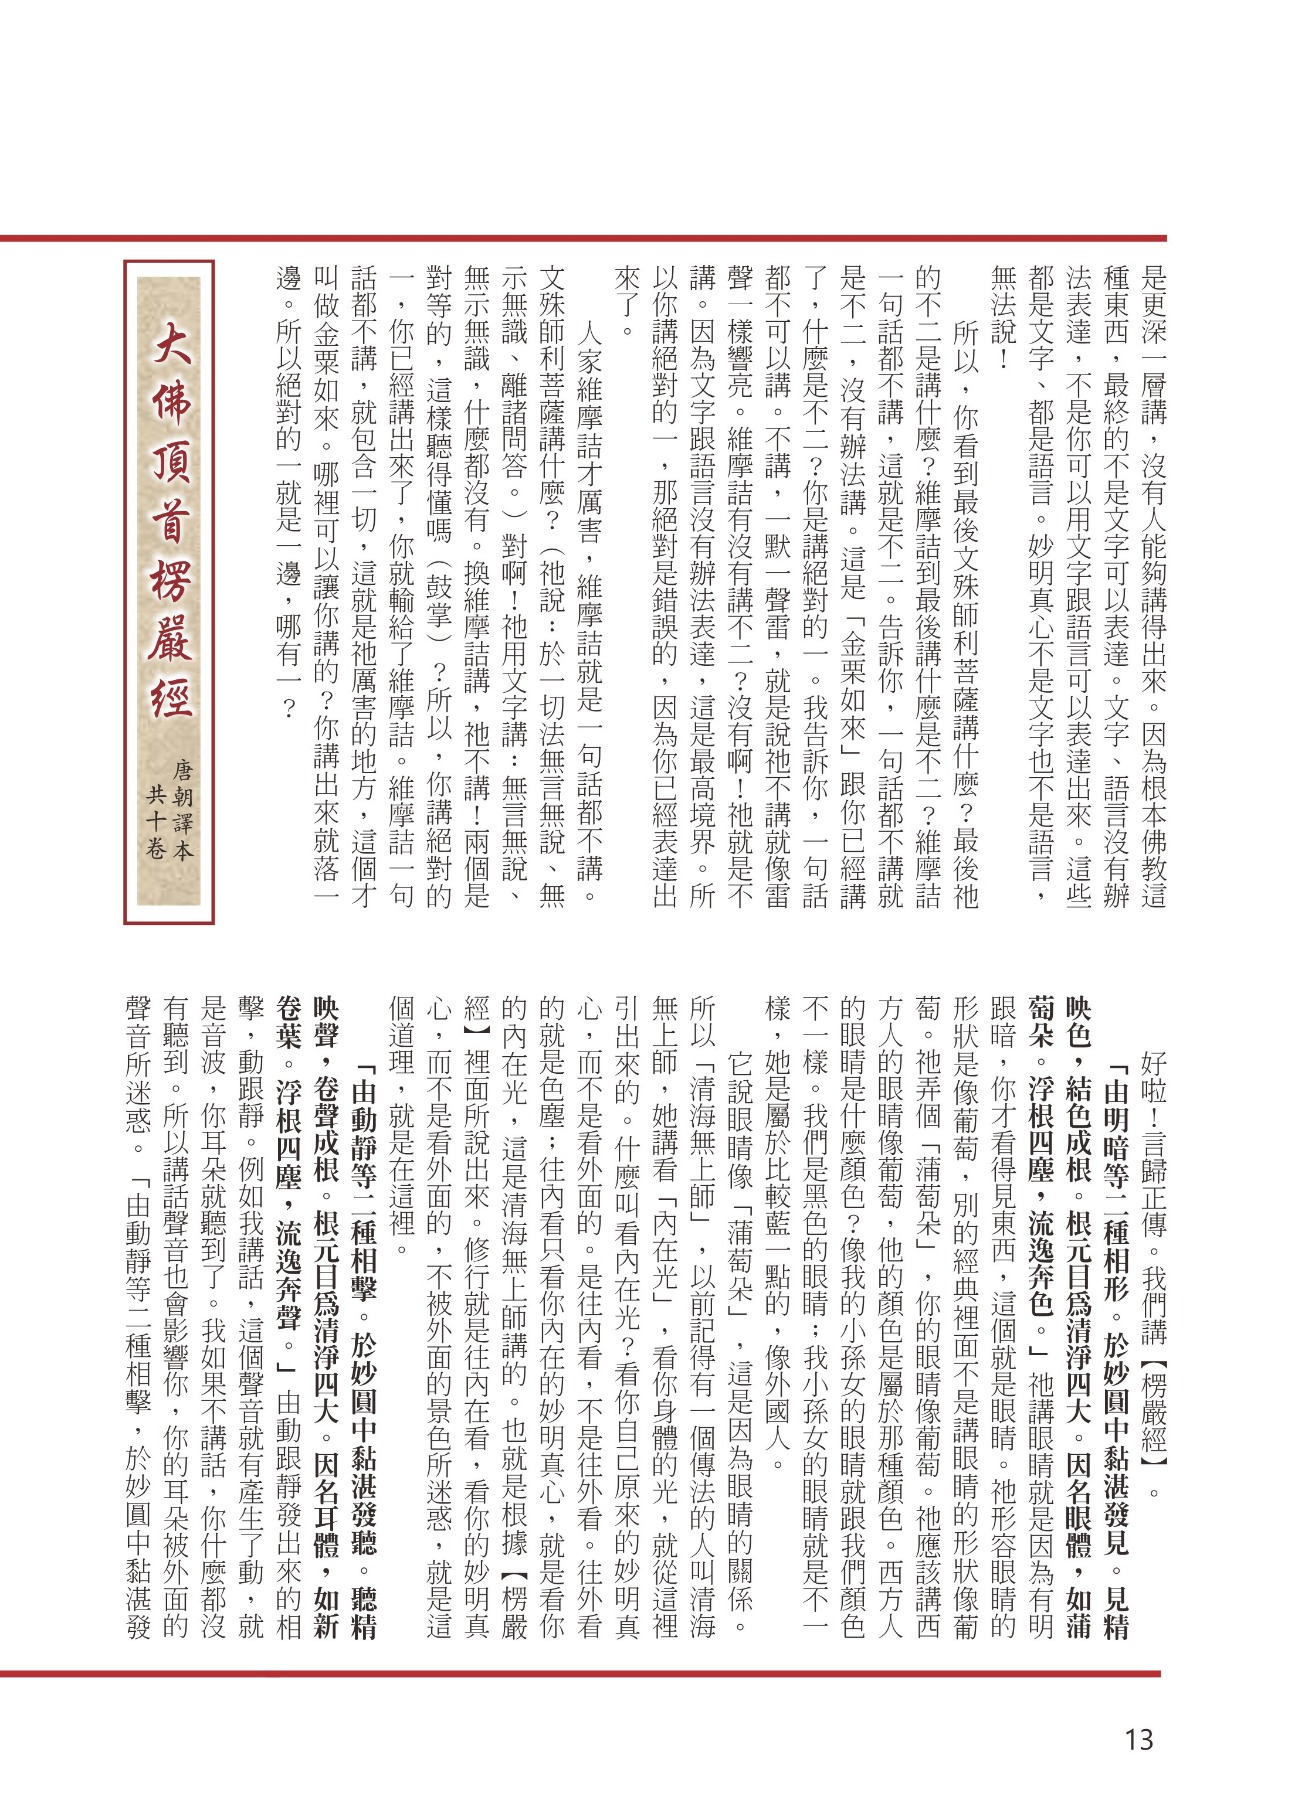 是更深一層講，沒有人能夠講得出來。因為根本佛教這
種東西，最終的不是文字可以表達。文字、語言沒有辦
法表達，不是你可以用文字跟語言可以表達出來。這些
都是文字、都是語言。妙明真心不是文字也不是語言，
無法說！
所以，你看到最後文殊師利菩薩講什麼？最後祂
的不二是講什麼？維摩詰到最後講什麼是不二？維摩詰
一句話都不講，這就是不二。告訴你，一句話都不講就
是不二，沒有辦法講。這是「金粟如來」跟你已經講
了，什麼是不二？你是講絕對的一。我告訴你，一句話
都不可以講。不講，一默一聲雷，就是說祂不講就像雷
聲一樣響亮。維摩詰有沒有講不二？沒有啊！祂就是不
講。因為文字跟語言沒有辦法表達，這是最高境界。所
以你講絕對的一，那絕對是錯誤的，因為你已經表達出
來了。
人家維摩詰才厲害，維摩詰就是一句話都不講。
文殊師利菩薩講什麼？（祂說：於一切法無言無說、無
示無識、離諸問答。）對啊！祂用文字講：無言無說、
無示無識，什麼都沒有。換維摩詰講，祂不講！兩個是
對等的，這樣聽得懂嗎（鼓掌）？所以，你講絕對的
一，你已經講出來了，你就輸給了維摩詰。維摩詰一句
話都不講，就包含一切，這就是祂厲害的地方，這個才
叫做金粟如來。哪裡可以讓你講的？你講出來就落一
邊。所以絕對的一就是一邊，哪有一？
大佛頂首楞嚴經
唐朝譯本
共十卷
好啦！言歸正傳。我們講【楞嚴經】。
「由明暗等二種相形。於妙圓中黏湛發見。見精
映色，結色成根。根元目為清淨四大。因名眼體，如蒲
萄朵。浮根四塵，流逸奔色。」祂講眼睛就是因為有明
跟暗，你才看得見東西，這個就是眼睛。祂形容眼睛的
形狀是像葡萄，別的經典裡面不是講眼睛的形狀像葡
萄。祂弄個「蒲萄朵」，你的眼睛像葡萄。祂應該講西
方人的眼睛像葡萄，他的顏色是屬於那種顏色。西方人
的眼睛是什麼顏色？像我的小孫女的眼睛就跟我們顏色
不一樣。我們是黑色的眼睛；我小孫女的眼睛就是不一
樣，她是屬於比較藍一點的，像外國人。
它說眼睛像「蒲萄朵」，這是因為眼睛的關係。
所以「清海無上師」，以前記得有一個傳法的人叫清海
無上師，她講看「內在光」，看你身體的光，就從這裡
引出來的。什麼叫看內在光？看你自己原來的妙明真
心，而不是看外面的。是往內看，不是往外看。往外看
的就是色塵；往內看只看你內在的妙明真心，就是看你
的內在光，這是清海無上師講的。也就是根據【楞嚴
經】裡面所說出來。修行就是往內在看，看你的妙明真
心，而不是看外面的，不被外面的景色所迷惑，就是這
個道理，就是在這裡。
「由動靜等二種相擊。於妙圓中黏湛發聽。聽精
映聲，卷聲成根。根元目為清淨四大。因名耳體，如新
卷葉。浮根四塵，流逸奔聲。」由動跟靜發出來的相
擊，動跟靜。例如我講話，這個聲音就有產生了動，就
是音波，你耳朵就聽到了。我如果不講話，你什麼都沒
有聽到。所以講話聲音也會影響你，你的耳朵被外面的
聲音所迷惑。「由動靜等二種相擊，於妙圓中黏湛發
13